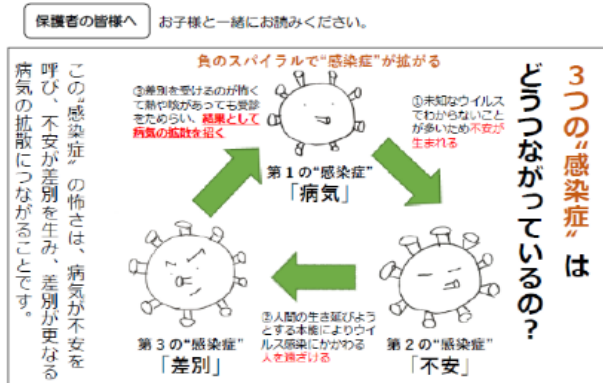 保護者の皆様へ
お子様と一緒にお読みください。
3つの“感染症”は
どうつながっているの?
負のスパイラルで“感染症”が拡がる
①未知なウイルス
でわからないこと
が多いため不安が
生まれる
第1の“感染症”
「病気」
第2の“感染症”
「不安」
②人間の生き延びよう
とする本能によりウイ
ルス感染にかかわる
人を遠ざける
第3の“感染症”
「差別」
③差別を受けるのが怖く
て熱や咳があっても受診
をためらい、結果として
病気の拡散を招く
この“感染症”の怖さは、病気が不安を
呼び、不安が差別を生み、差別が更なる
病気の拡散につながることです。